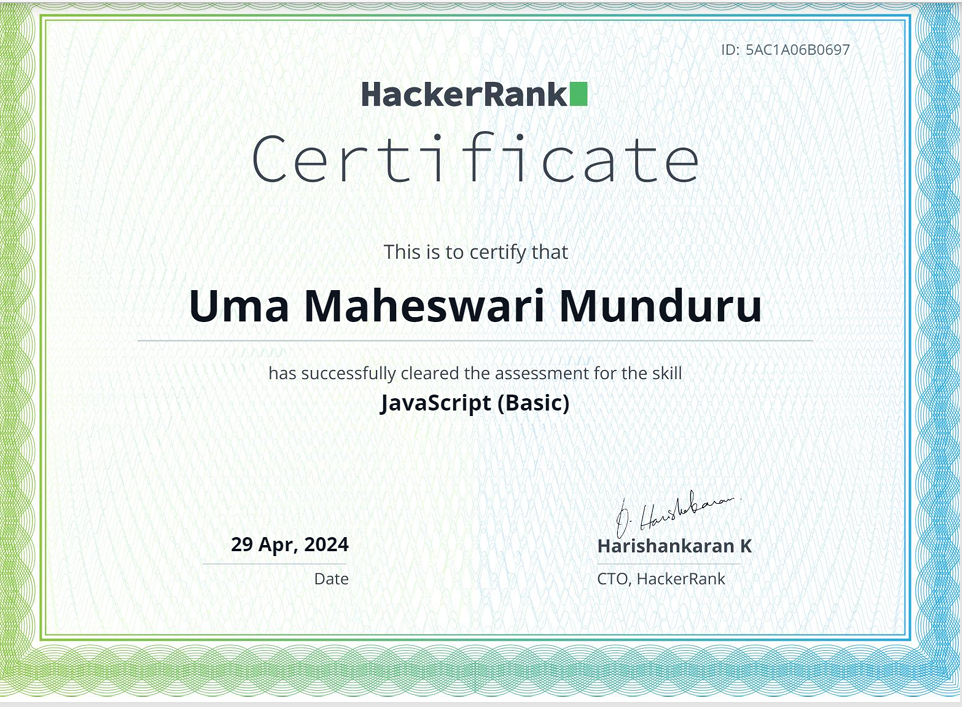 ID: 5AC1A06B0697
HackerRank
Certificate
This is to certify that
Uma Maheswari Munduru
has successfully cleared the assessment for the skill
JavaScript (Basic)
29 Apr, 2024
Date
Harishankaran K
CTO, HackerRank